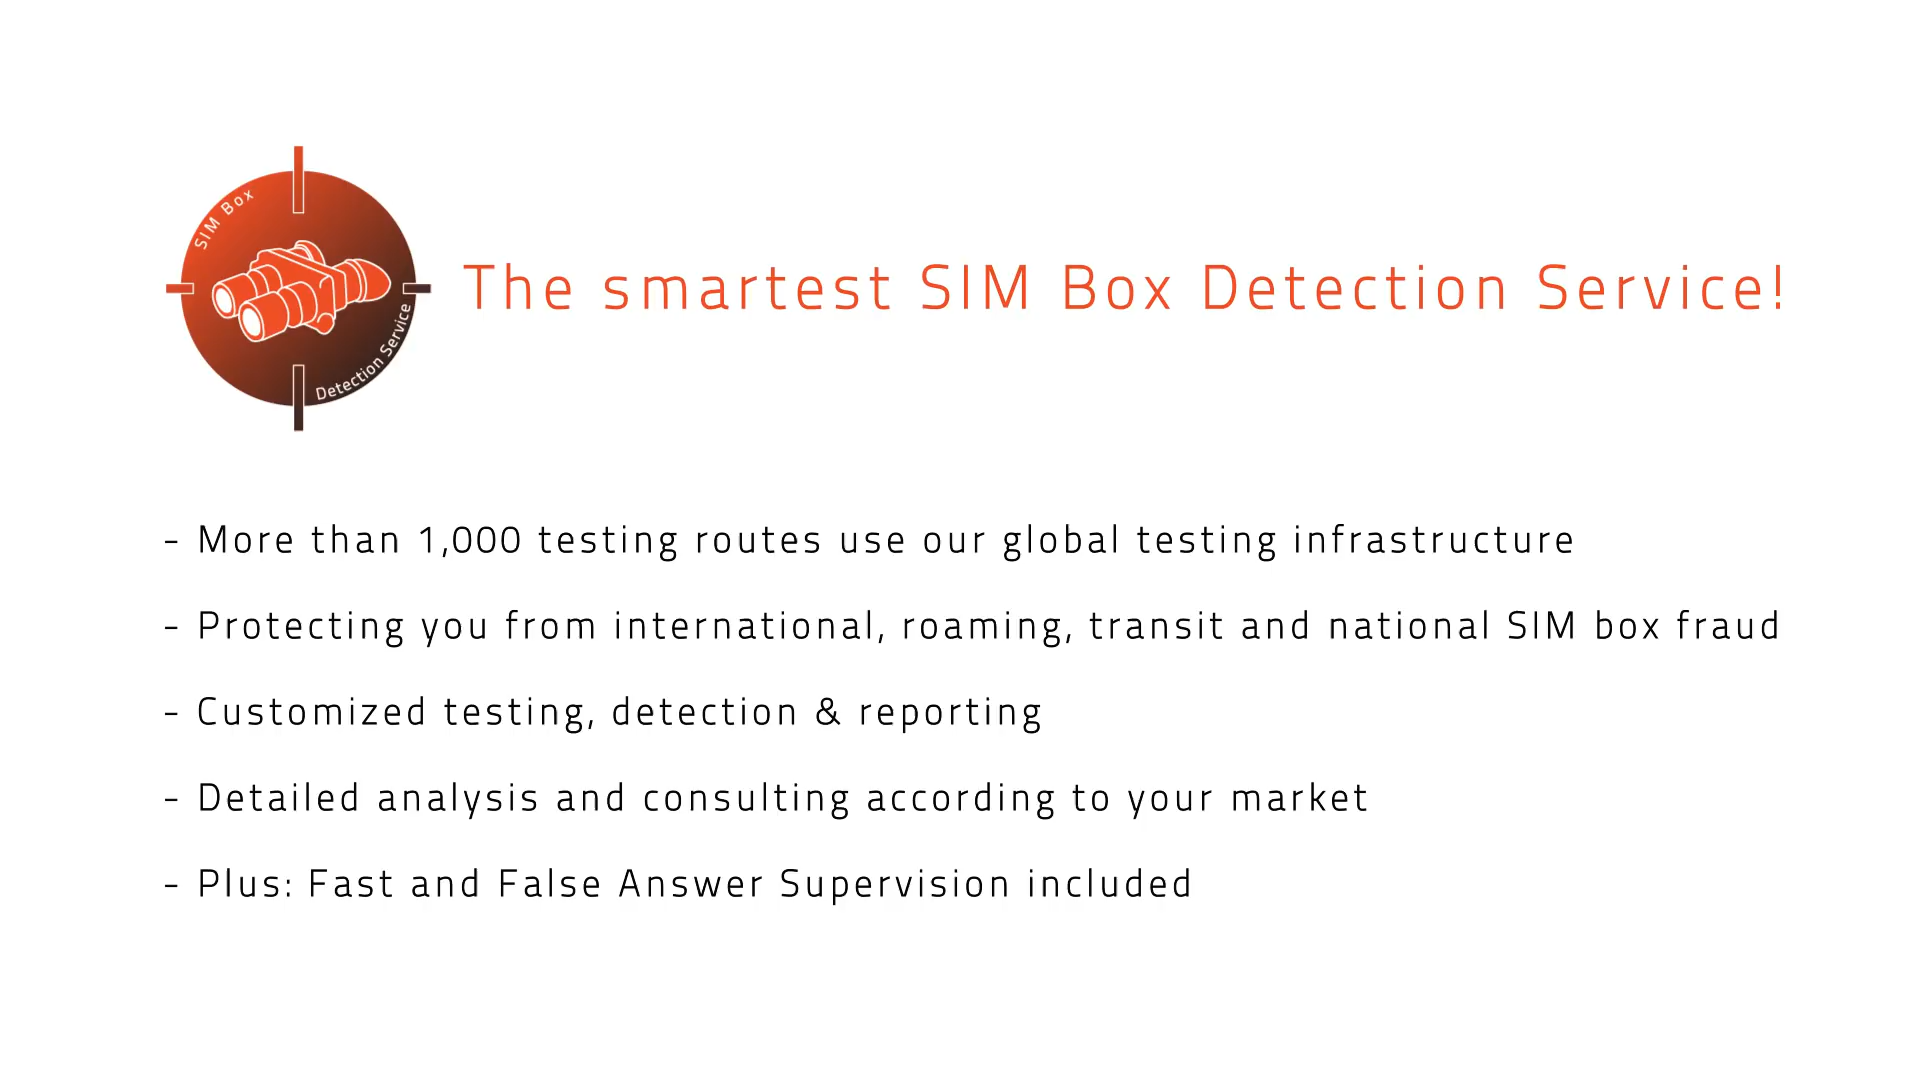 SIM Box
Detection Service
The smartest SIM Box Detection Service!
- More than 1,000 testing routes use our global testing infrastructure
- Protecting you from international, roaming, transit and national SIM box fraud
- Customized testing, detection & reporting
- Detailed analysis and consulting according to your market
- Plus: Fast and False Answer Supervision included